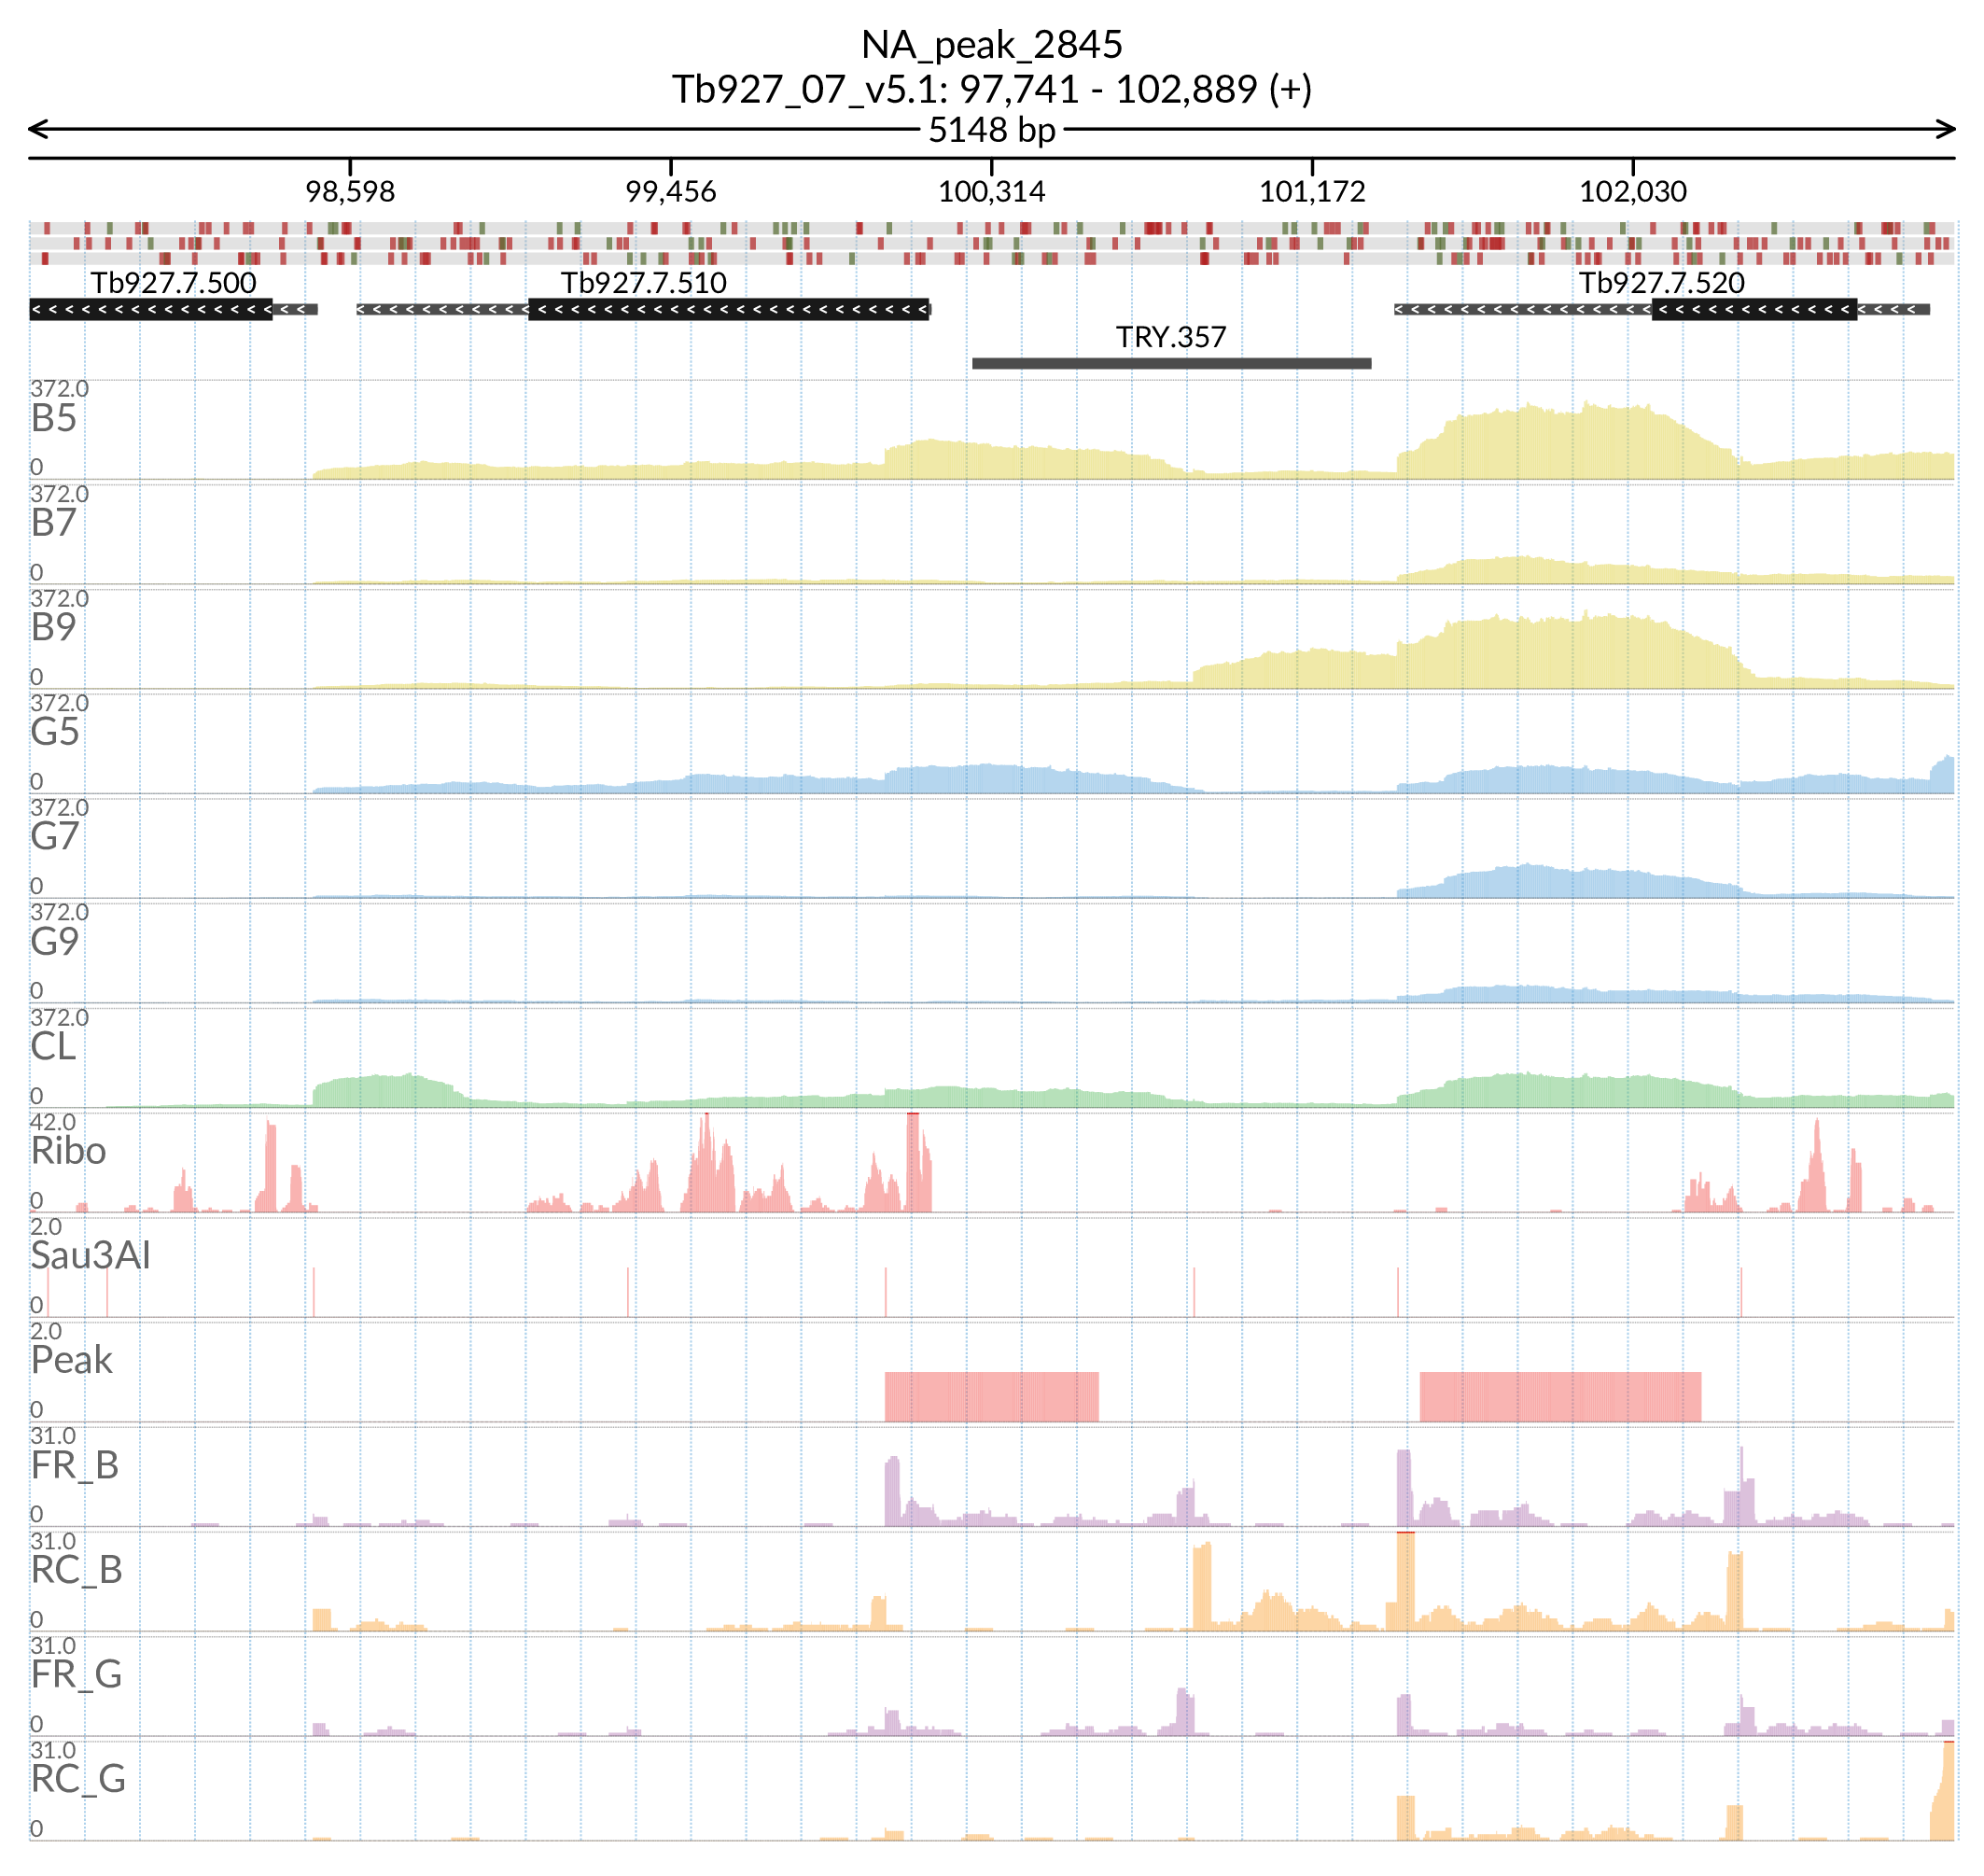 NA_peak_2845
Tb927_07_v5.1: 97,741 - 102,889 (+)
5148 bp
98,598 99,456 100,314 101,172 102,030
Tb927.7.500 Tb927.7.510 Tb927.7.520
TRY.357
372.0
B5
0
372.0
B7
0
372.0
B9
0
372.0
G5
0
372.0
G7
0
372.0
G9
0
372.0
CL
0
42.0
Ribo
0
2.0
Sau3AI
0
2.0
Peak
0
31.0
FR_B
0
31.0
RC_B
0
31.0
FR_G
0
31.0
RC_G
0